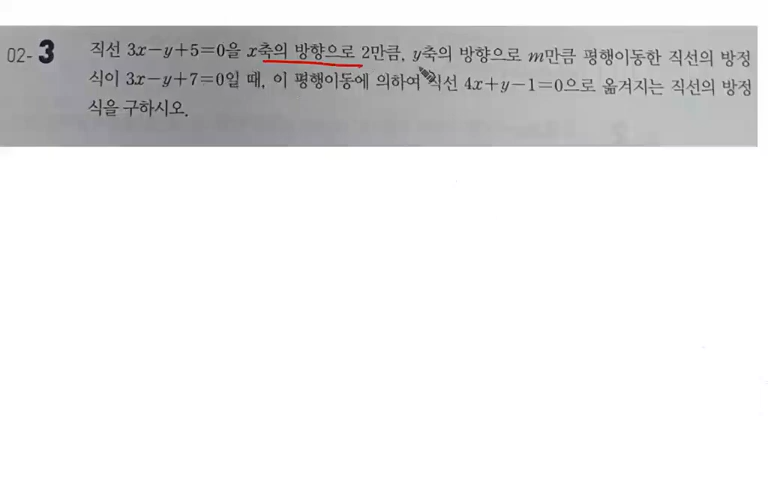 02-3 직선 3x-y+5=0을 x축의 방향으로 2만큼, y축의 방향으로 m만큼 평행이동한 직선의 방정
식이 3x-y+7=0일 때, 이 평행이동에 의하여 직선 4x+y-1=0으로 옮겨지는 직선의 방정
식을 구하시오.